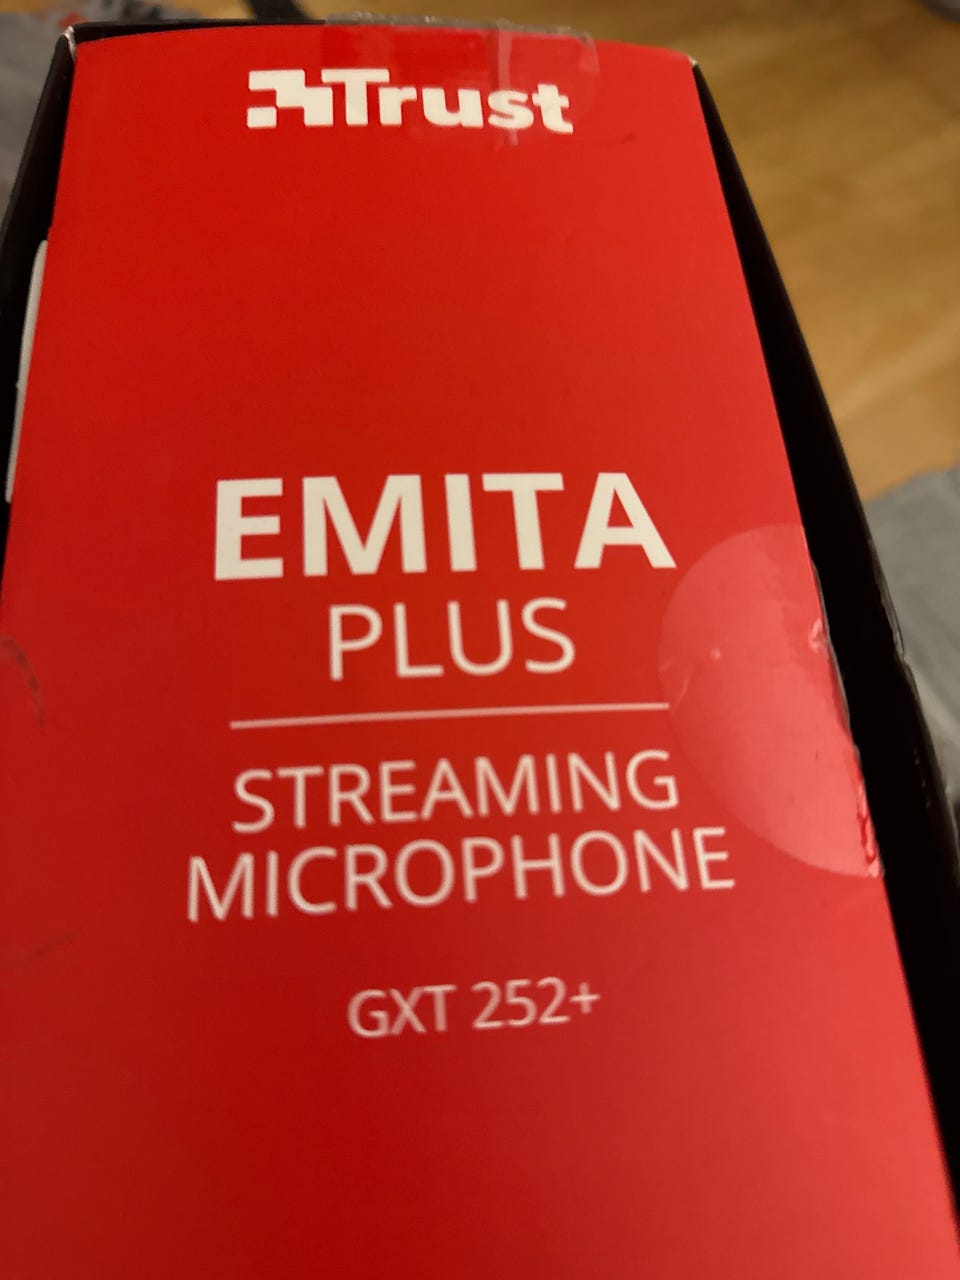 Trust
EMITA
PLUS
STREAMING
MICROPHONE
GXT 252+